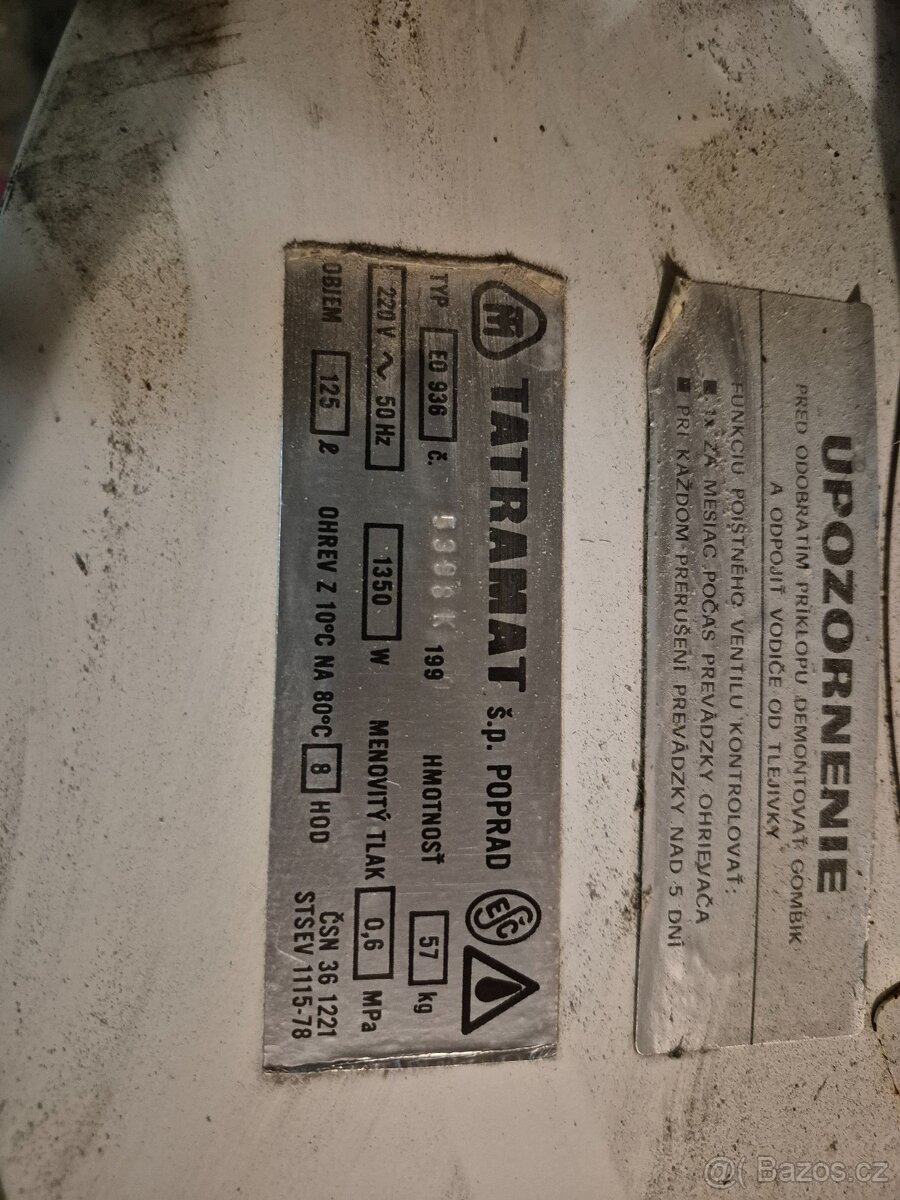 TATRAMAT š.p. POPRAD
ESČ
TYP EO 936 č. 5398 K 199 HMOTNOSŤ 57 kg
220 V ~ 50 Hz 1350 W MENOVITÝ TLAK 0,6 MPa
OBJEM 125 ℓ OHREV Z 10°C NA 80°C 8 HOD
ČSN 36 1221
STSEV 1115-78
UPOZORNENIE
PRED ODOBRATÍM PRÍKLOPU DEMONTOVAŤ GOMBÍK
A ODPOJIŤ VODIČE OD TLEJIVKY
FUNKCIU POISTNÉHO VENTILU KONTROLOVAŤ:
■ 1x ZA MESIAC POČAS PREVÁDZKY OHRIEVAČA
■ PRI KAŽDOM PRERUŠENÍ PREVÁDZKY NAD 5 DNÍ
Bazos.cz